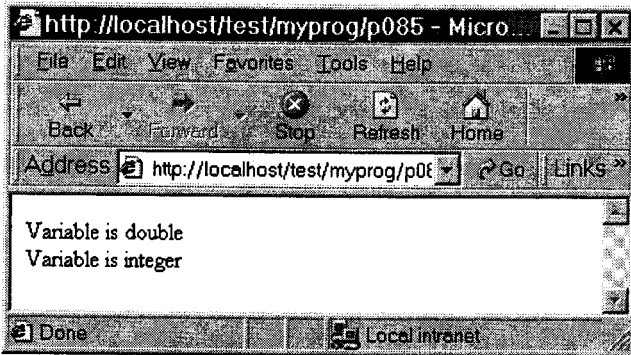 http://localhost/test/myprog/p085 - Micro...
File Edit View Favorites Tools Help
Back Forward Stop Refresh Home »
Address http://localhost/test/myprog/p08 Go Links »
Variable is double
Variable is integer
Done Local intranet